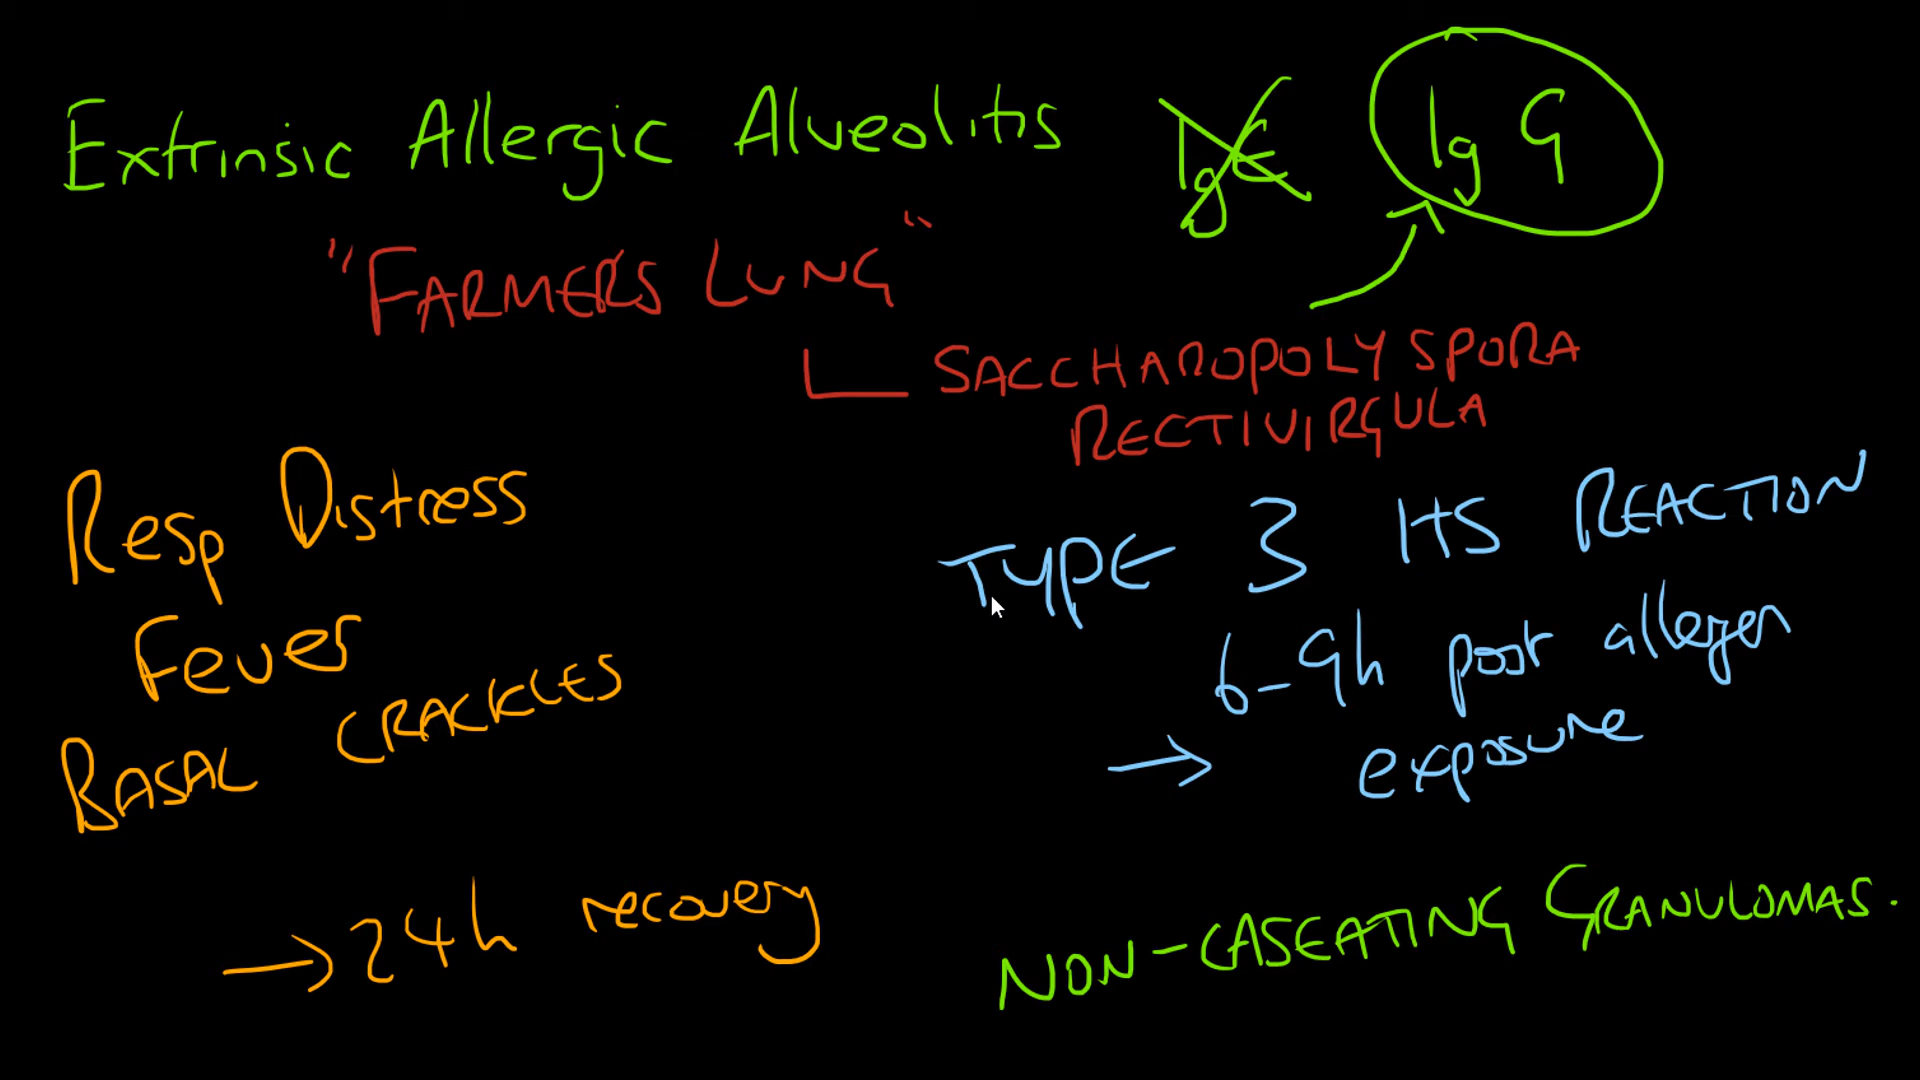 Extrinsic Allergic Alveolitis IgE Ig G
"FARMERS LUNG"
SACCHAROPOLYSPORA
RECTIVIRGULA
Resp Distress
Fever
BASAL CRACKLES
→ 24h recovery
TYPE 3 HS REACTION
6-9h post allergen
→ exposure
NON-CASEATING GRANULOMAS.